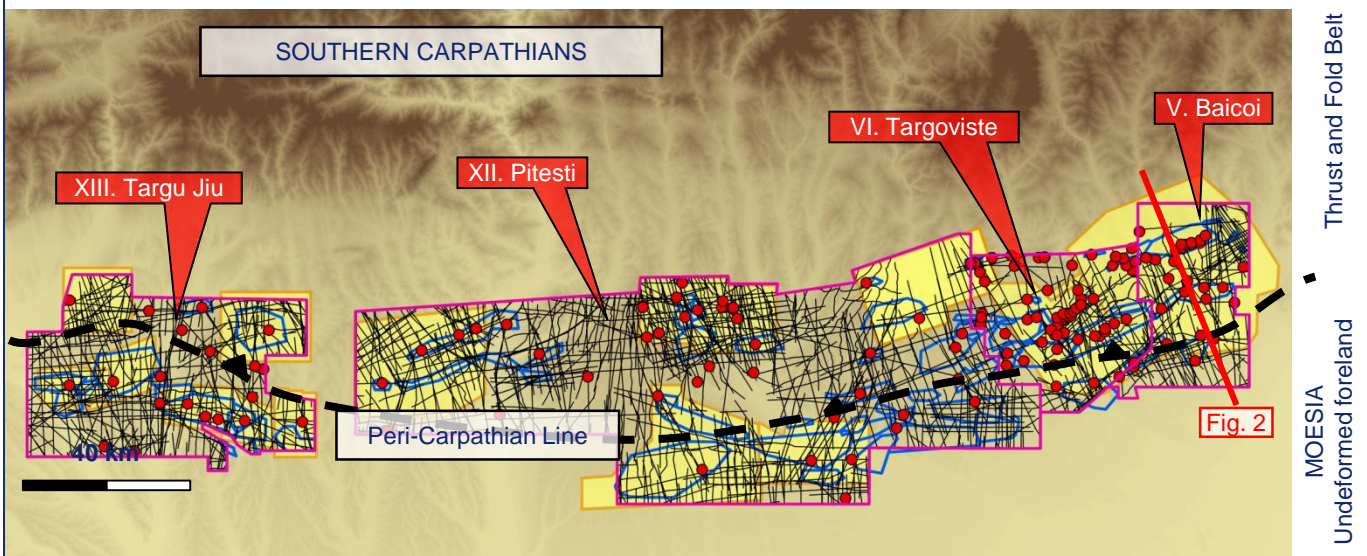 SOUTHERN CARPATHIANS
Thrust and Fold Belt
V. Baicoi
VI. Targoviste
XII. Pitesti
XIII. Targu Jiu
Peri-Carpathian Line
Fig. 2
40 km
MOESIA
Undeformed foreland